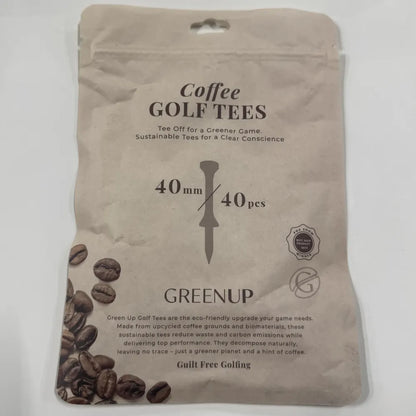 Coffee
GOLF TEES
Tee Off for a Greener Game.
Sustainable Tees for a Clear Conscience
40mm / 40pcs
GREENUP
Green Up Golf Tees are the eco-friendly upgrade your game needs.
Made from upcycled coffee grounds and biomaterials, these
sustainable tees reduce waste and carbon emissions while
delivering top performance. They decompose naturally,
leaving no trace – just a greener planet and a hint of coffee.
Guilt Free Golfing